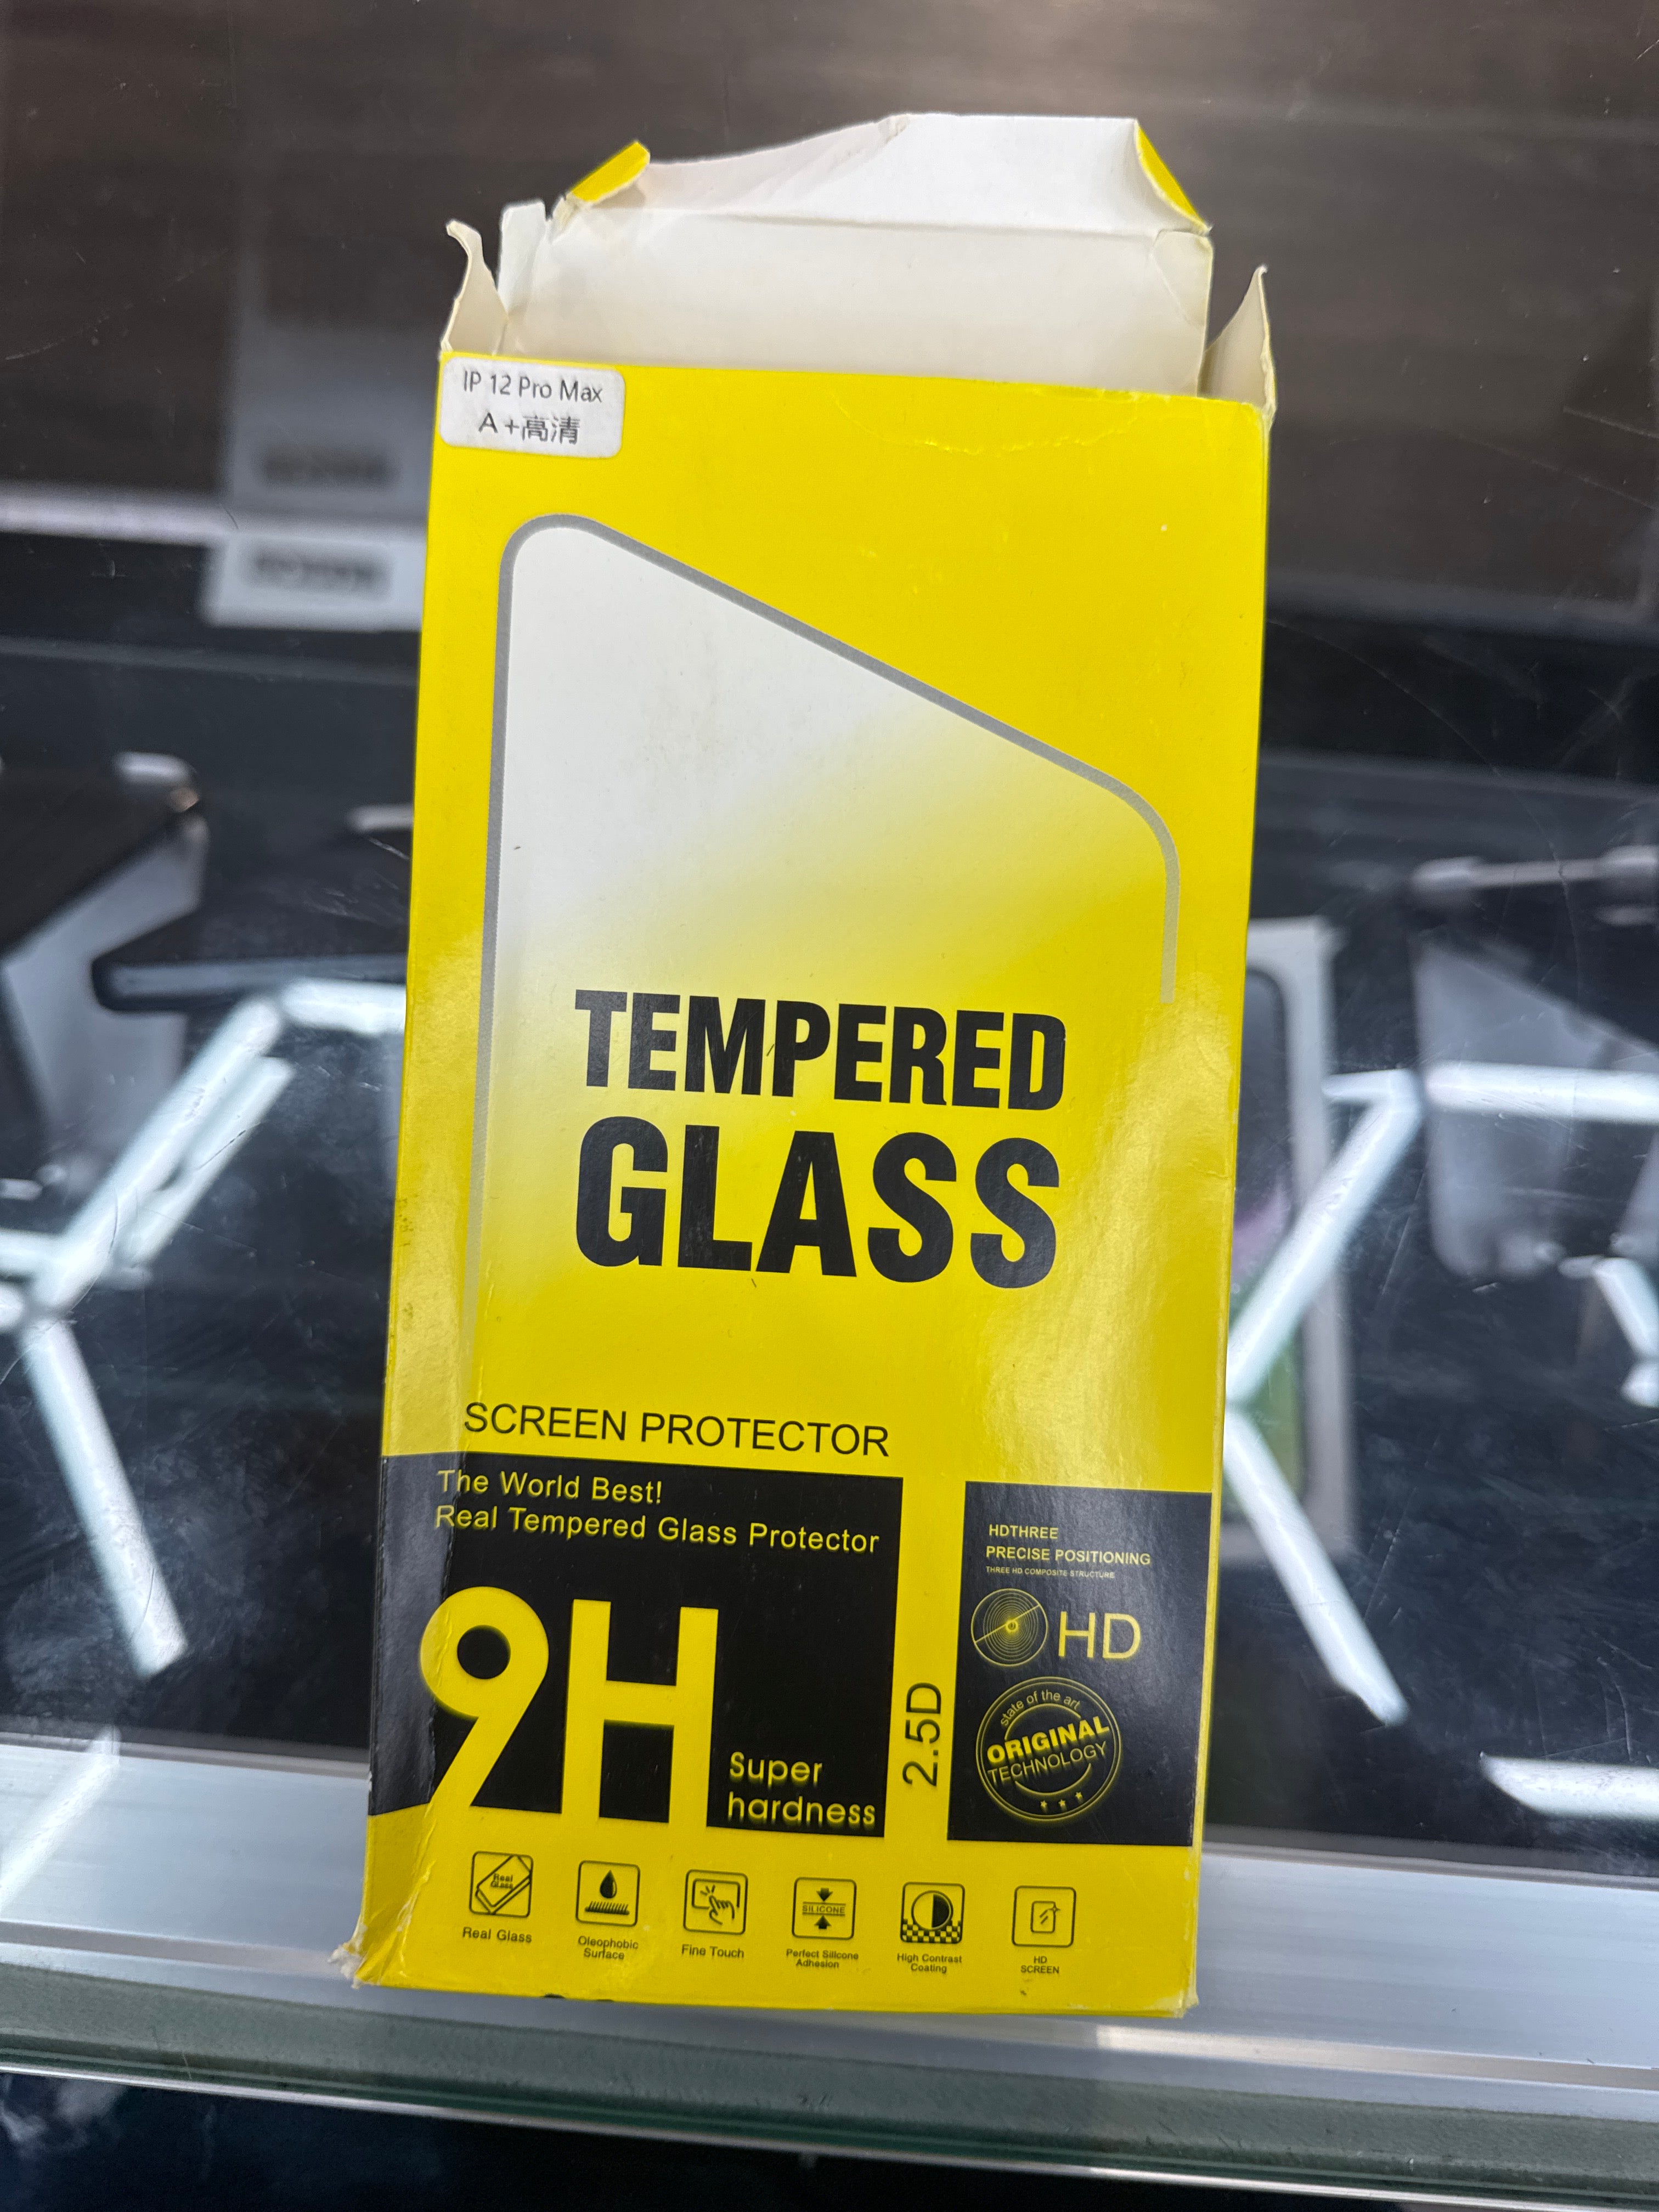 IP 12 Pro Max
A+高清
TEMPERED
GLASS
SCREEN PROTECTOR
The World Best!
Real Tempered Glass Protector
9H
Super
hardness
2.5D
HDTHREE
PRECISE POSITIONING
THREE HD COMPOSITE STRUCTURE
HD
state of the art
ORIGINAL
TECHNOLOGY
Real
Glass
Real Glass
Oleophobic
Surface
Fine Touch
SILICONE
Perfect Silicone
Adhesion
High Contrast
Coating
HD
SCREEN